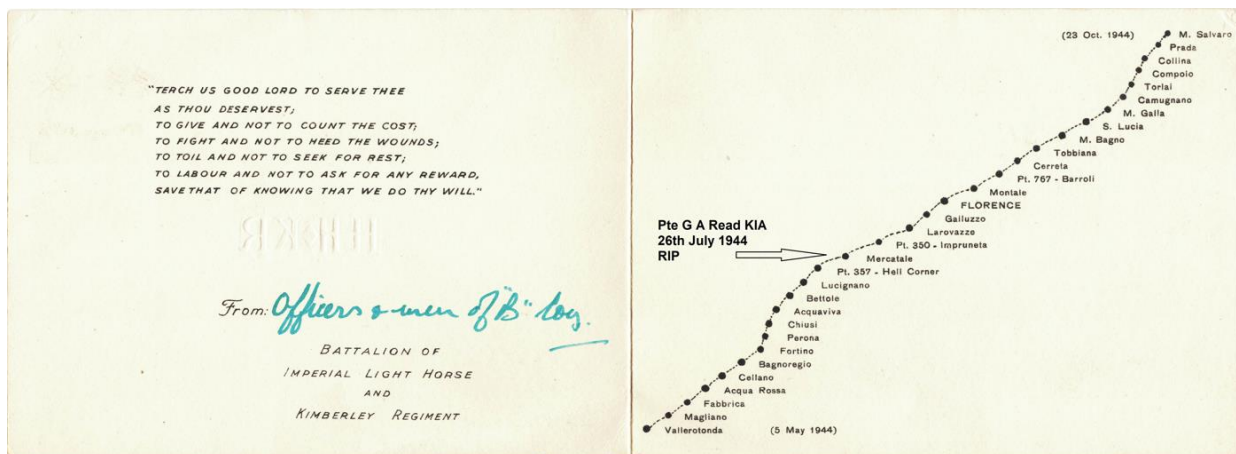 "TEACH US GOOD LORD TO SERVE THEE
AS THOU DESERVEST;
TO GIVE AND NOT TO COUNT THE COST;
TO FIGHT AND NOT TO HEED THE WOUNDS;
TO TOIL AND NOT TO SEEK FOR REST;
TO LABOUR AND NOT TO ASK FOR ANY REWARD,
SAVE THAT OF KNOWING THAT WE DO THY WILL."
From: Officers & men of "B" Coy.
BATTALION OF
IMPERIAL LIGHT HORSE
AND
KIMBERLEY REGIMENT
(23 Oct. 1944) M. Salvaro
Prada
Collina
Compoio
Torlai
Camugnano
M. Galla
S. Lucia
M. Bagno
Tobbiana
Cerreta
Pt. 767 - Barroli
Montale
FLORENCE
Galluzzo
Larovazze
Pt. 350 - Impruneta
Mercatale
Pt. 357 - Hell Corner
Lucignano
Bettole
Acquaviva
Chiusi
Perona
Fortino
Bagnoregio
Cellano
Acqua Rossa
Fabbrica
Magliano
Vallerotonda (5 May 1944)
Pte G A Read KIA
26th July 1944
RIP